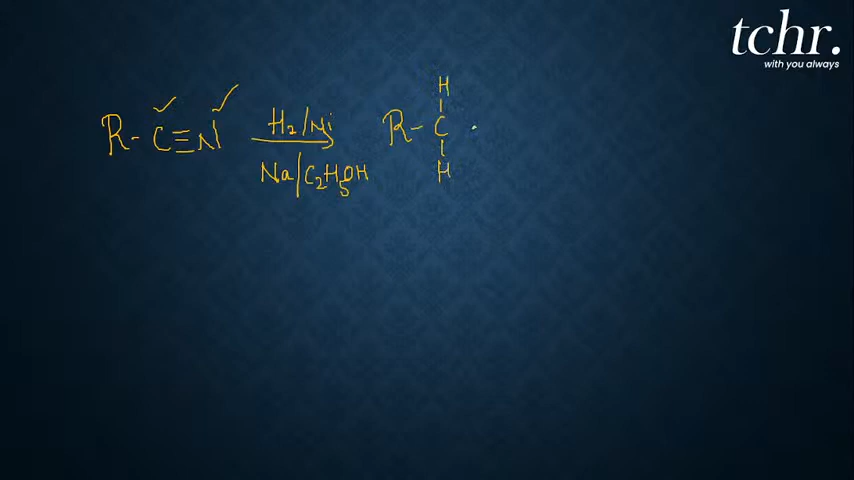 tchr.
with you always
H
R-C≡N H₂/Ni R-C
Na/C₂H₅OH H